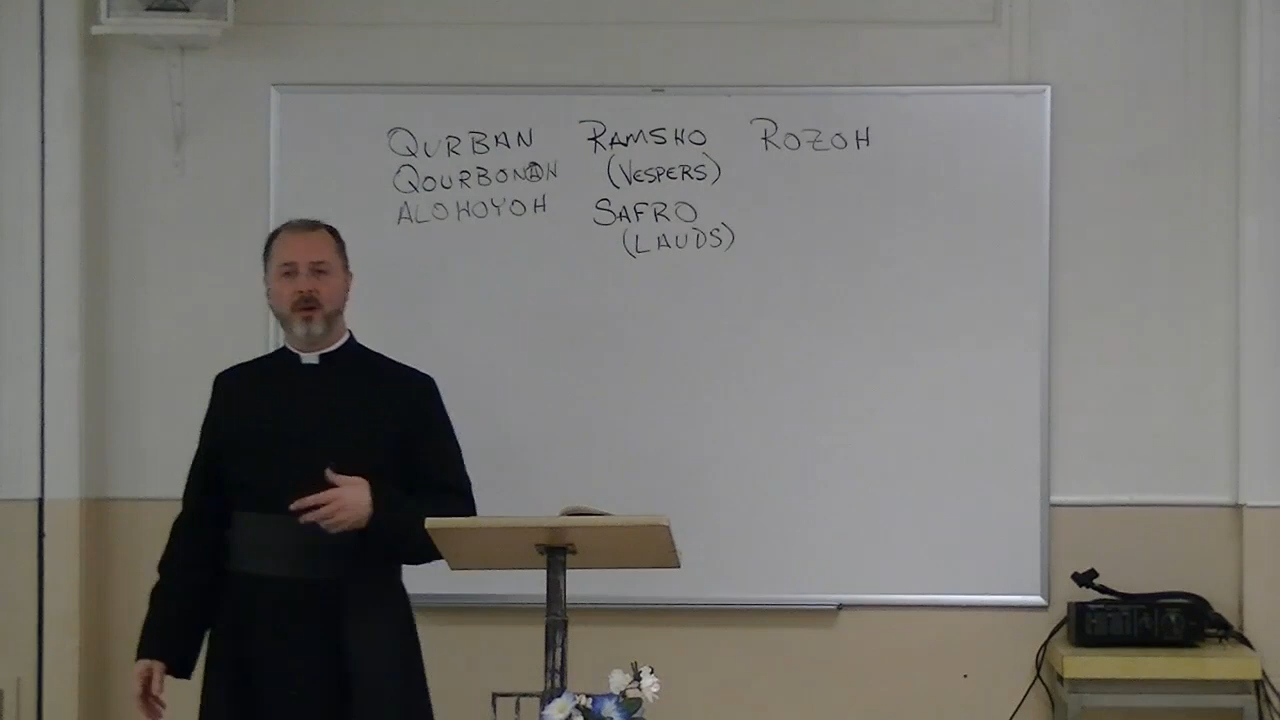 QURBAN RAMSHO ROZOH
QOURBONAN (VESPERS)
ALOHOYOH SAFRO
(LAUDS)